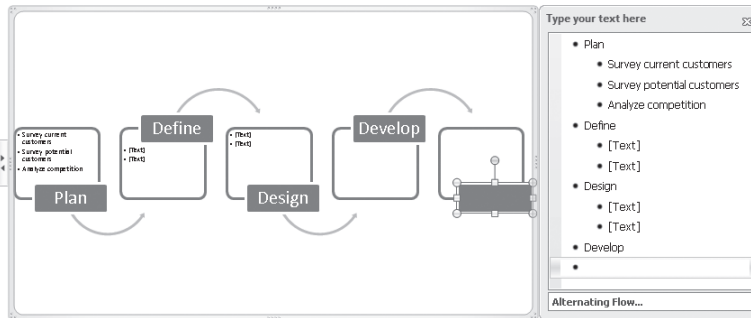 • Survey current
customers
• Survey potential
customers
• Analyze competition
Plan
Define
• [Text]
• [Text]
• [Text]
• [Text]
Design
Develop
Type your text here
• Plan
• Survey current customers
• Survey potential customers
• Analyze competition
• Define
• [Text]
• [Text]
• Design
• [Text]
• [Text]
• Develop
•
Alternating Flow...